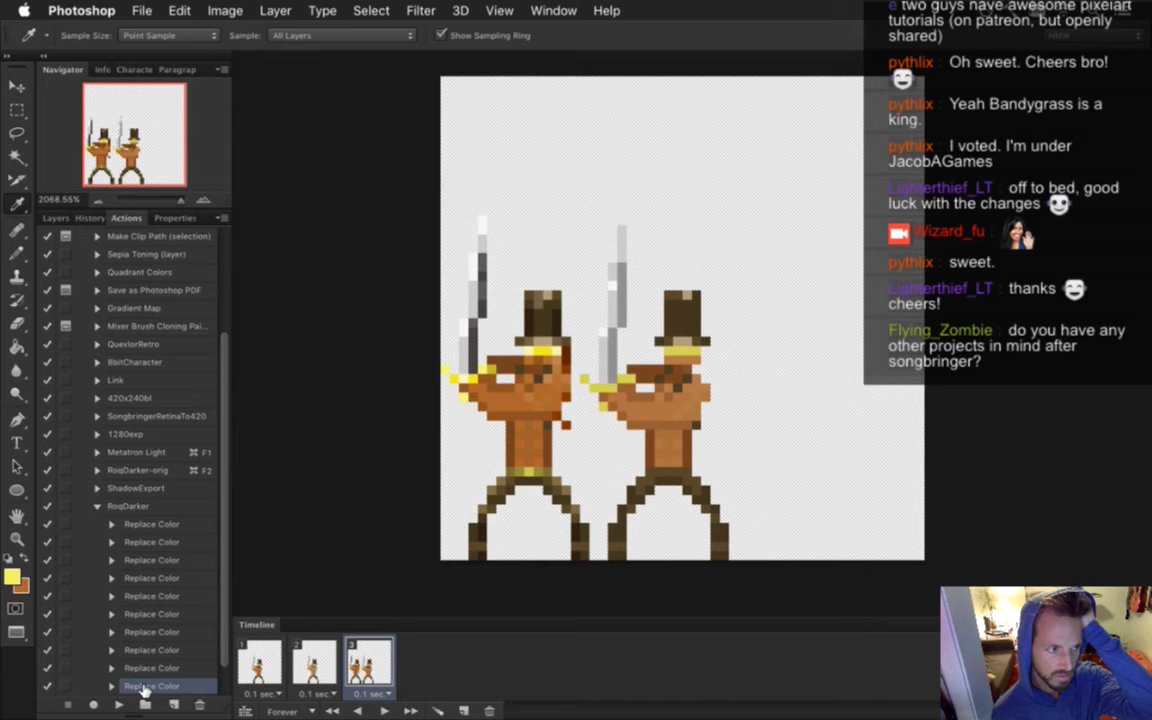 Photoshop File Edit Image Layer Type Select Filter 3D View Window Help
Sample Size: Point Sample Sample: All Layers Show Sampling Ring
Navigator Info Characte Paragrap
2068.55%
Layers History Actions Properties
Make Clip Path (selection)
Sepia Toning (layer)
Quadrant Colors
Save as Photoshop PDF
Gradient Map
Mixer Brush Cloning Pai...
QuexlorRetro
8bitCharacter
Link
420x240bl
SongbringerRetinaTo420
1280exp
Metatron Light ⌘ F1
RoqDarker-orig ⌘ F2
ShadowExport
RoqDarker
Replace Color
Replace Color
Replace Color
Replace Color
Replace Color
Replace Color
Replace Color
Replace Color
Replace Color
Replace Color
two guys have awesome pixelart
tutorials (on patreon, but openly
shared)
pythlix : Oh sweet. Cheers bro!
pythlix : Yeah Bandygrass is a
king.
pythlix : I voted. I'm under
JacobAGames
Lighterthief_LT : off to bed, good
luck with the changes
Wizard_fu :
pythlix : sweet.
Lighterthief_LT : thanks
cheers!
Flying_Zombie : do you have any
other projects in mind after
songbringer?
Timeline
1 2 3
0.1 sec. 0.1 sec. 0.1 sec.
Forever